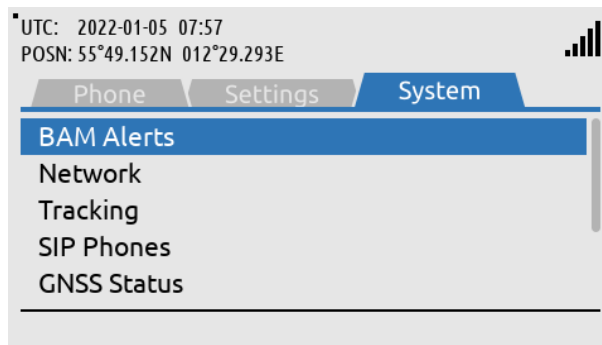 UTC: 2022-01-05 07:57
POSN: 55°49.152N 012°29.293E
Phone Settings System
BAM Alerts
Network
Tracking
SIP Phones
GNSS Status